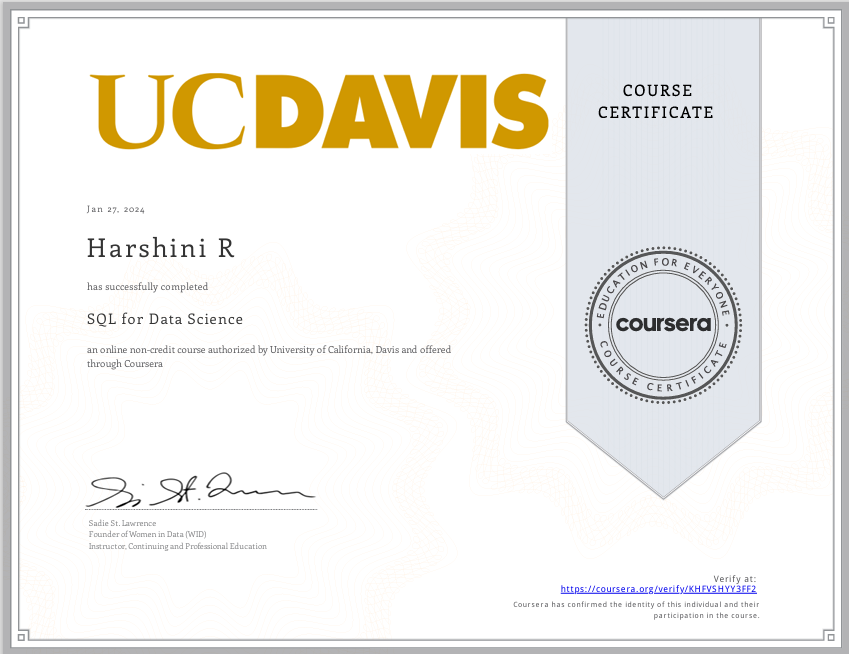 UCDAVIS
COURSE
CERTIFICATE
Jan 27, 2024
Harshini R
has successfully completed
SQL for Data Science
an online non-credit course authorized by University of California, Davis and offered
through Coursera
EDUCATION FOR EVERYONE
coursera
COURSE CERTIFICATE
Sadie St. Lawrence
Founder of Women in Data (WID)
Instructor, Continuing and Professional Education
Verify at:
https://coursera.org/verify/KHFVSHYY3FF2
Coursera has confirmed the identity of this individual and their
participation in the course.